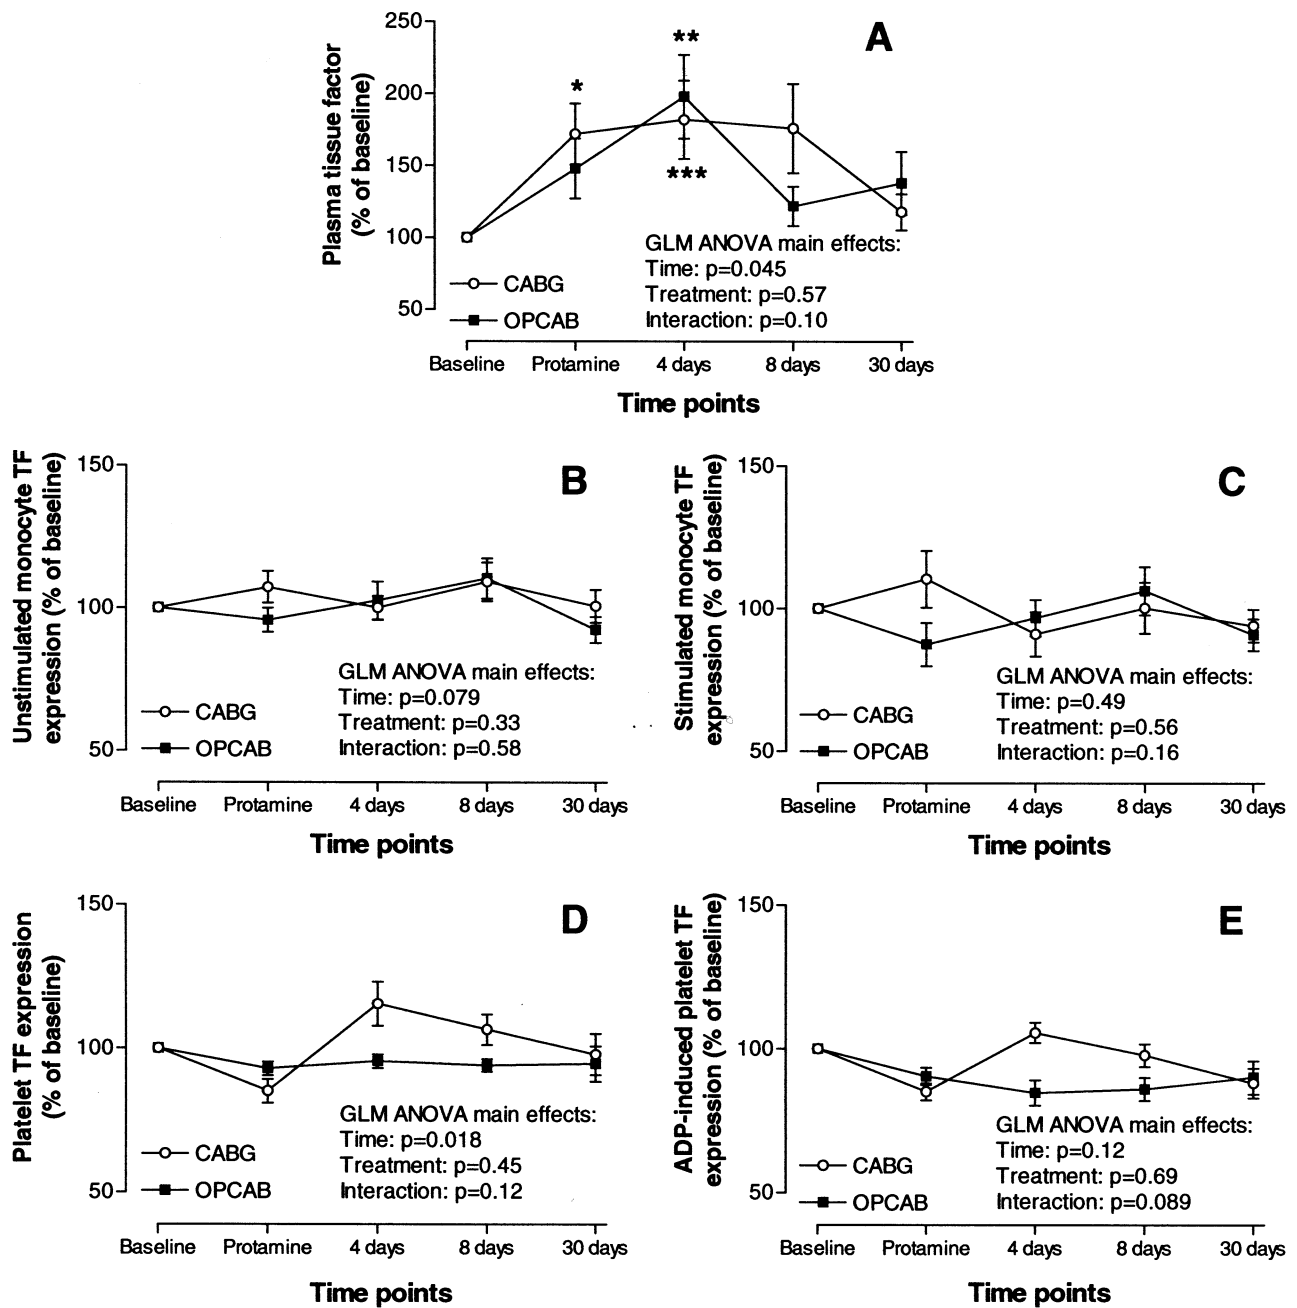 A
250
200
150
100
50
Plasma tissue factor
(% of baseline)
*
**
***
GLM ANOVA main effects:
Time: p=0.045
Treatment: p=0.57
Interaction: p=0.10
CABG
OPCAB
Baseline Protamine 4 days 8 days 30 days
Time points
B
150
100
50
Unstimulated monocyte TF
expression (% of baseline)
GLM ANOVA main effects:
Time: p=0.079
Treatment: p=0.33
Interaction: p=0.58
CABG
OPCAB
Baseline Protamine 4 days 8 days 30 days
Time points
C
150
100
50
Stimulated monocyte TF
expression (% of baseline)
GLM ANOVA main effects:
Time: p=0.49
Treatment: p=0.56
Interaction: p=0.16
CABG
OPCAB
Baseline Protamine 4 days 8 days 30 days
Time points
D
150
100
50
Platelet TF expression
(% of baseline)
GLM ANOVA main effects:
Time: p=0.018
Treatment: p=0.45
Interaction: p=0.12
CABG
OPCAB
Baseline Protamine 4 days 8 days 30 days
Time points
E
150
100
50
ADP-induced platelet TF
expression (% of baseline)
GLM ANOVA main effects:
Time: p=0.12
Treatment: p=0.69
Interaction: p=0.089
CABG
OPCAB
Baseline Protamine 4 days 8 days 30 days
Time points